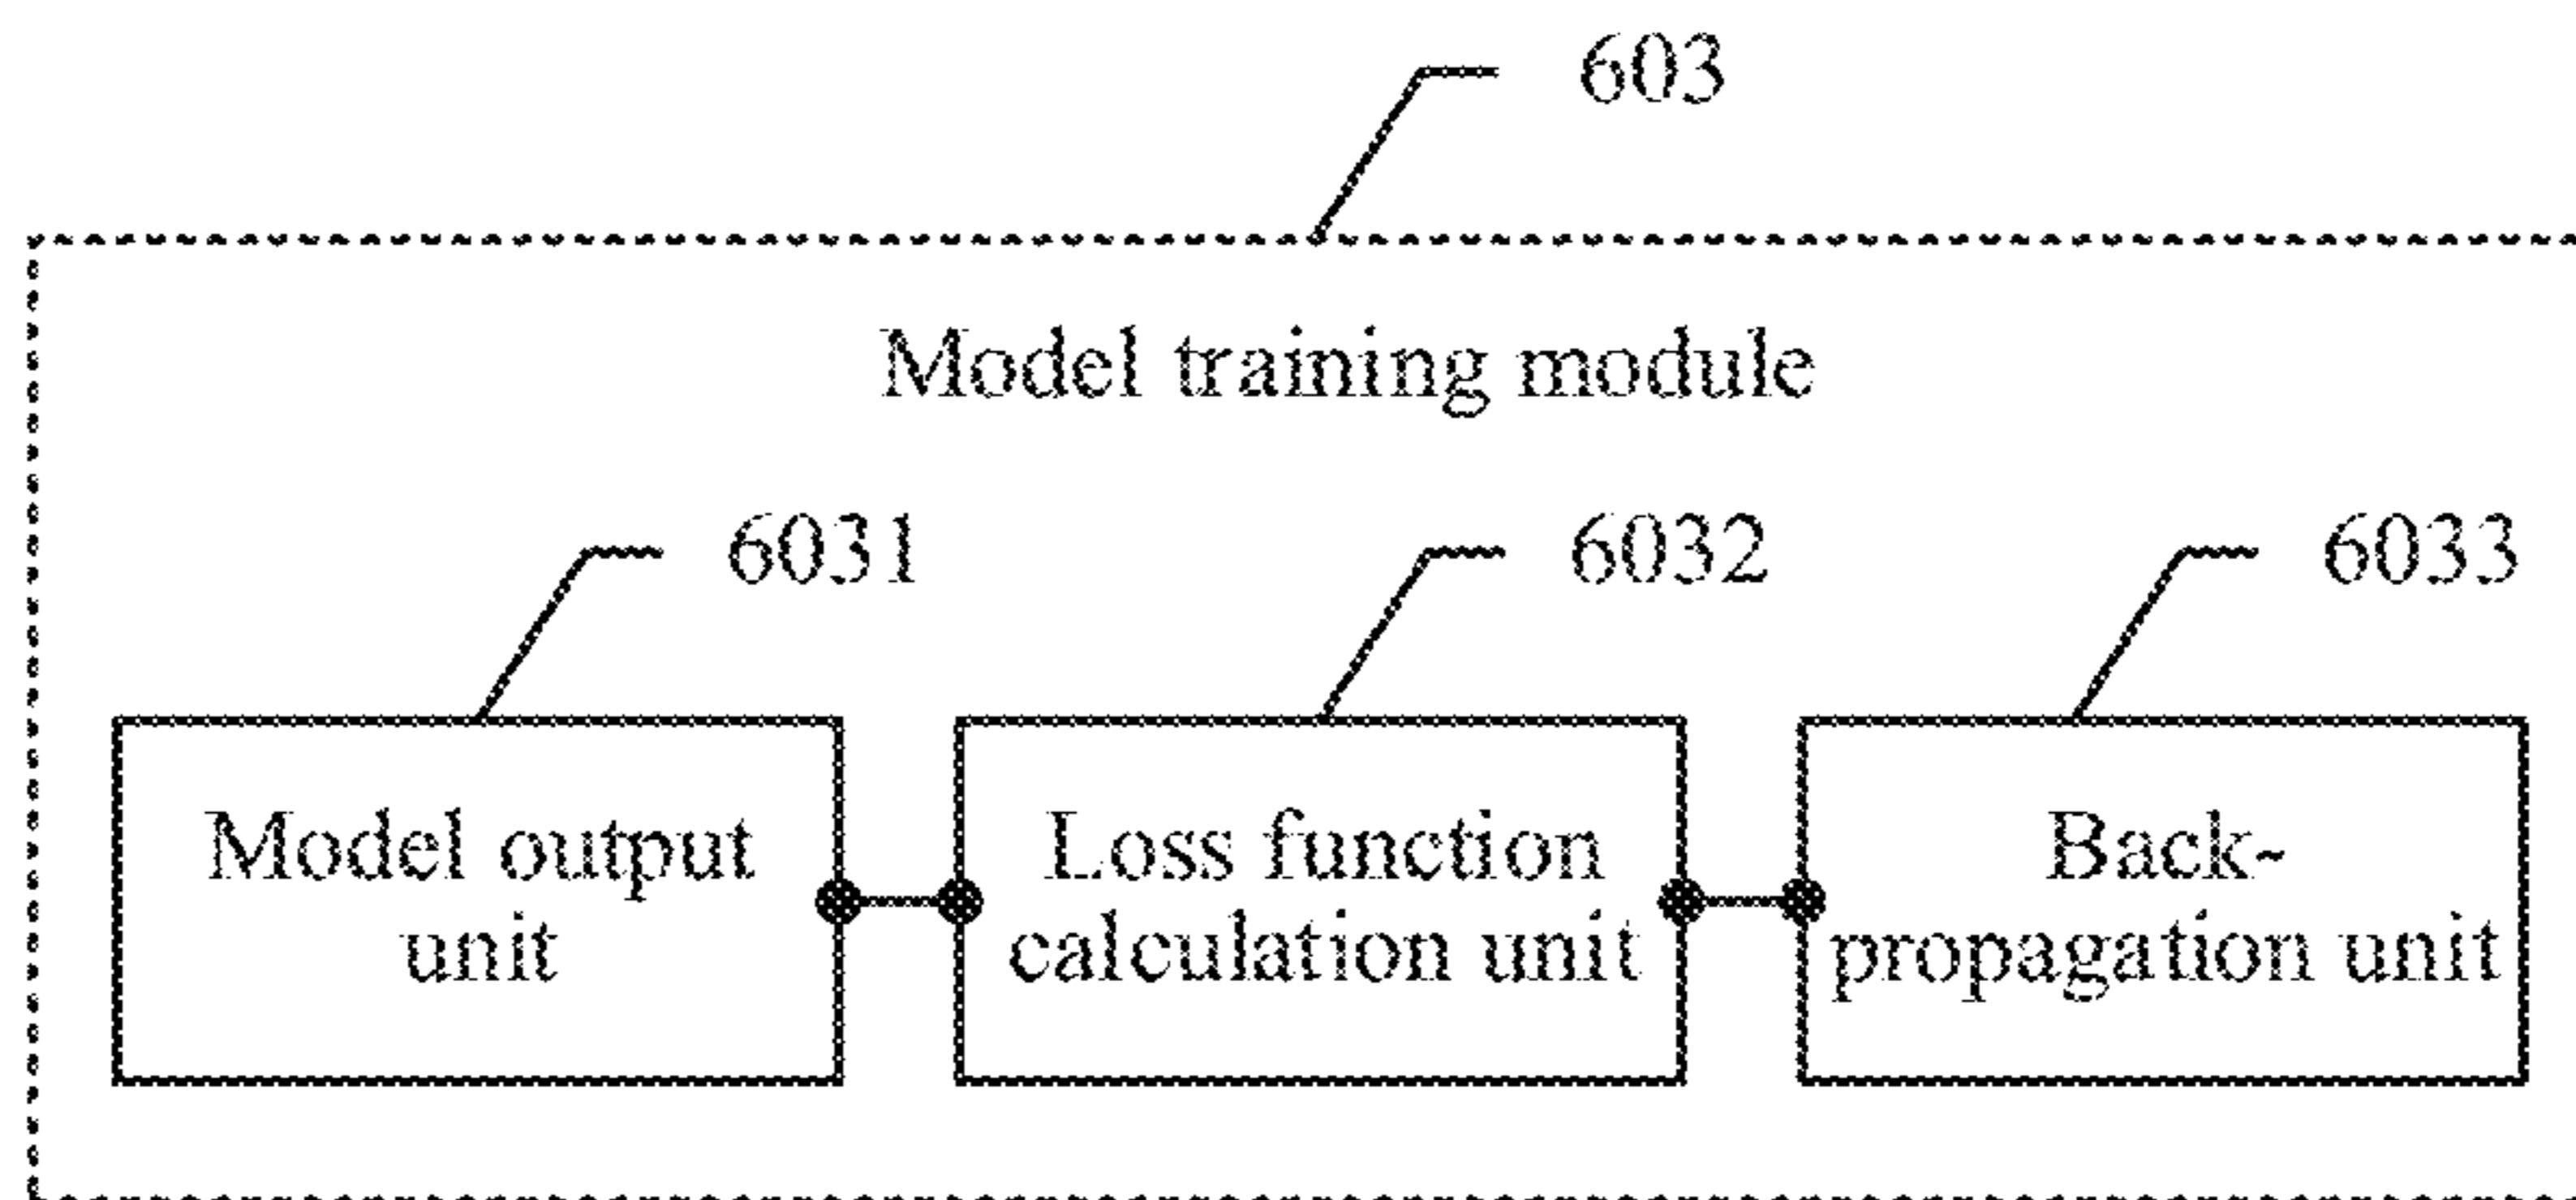 603
Model training module
6031
6032
6033
Model output
unit
Loss function
calculation unit
Back-
propagation unit